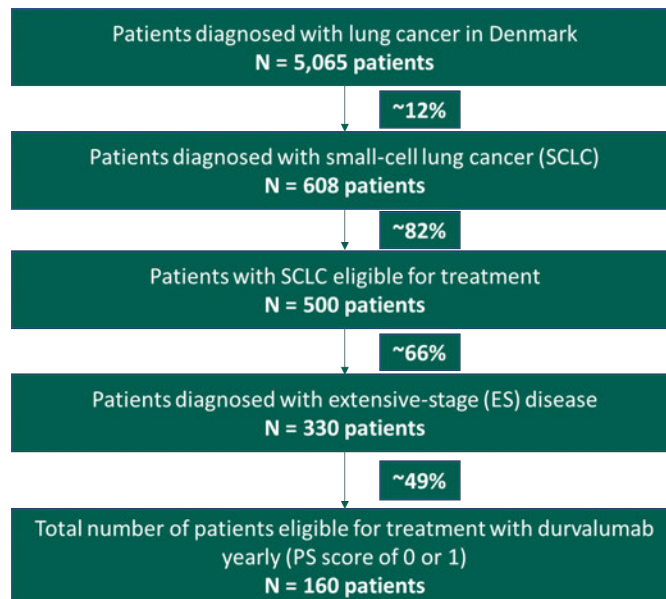 Patients diagnosed with lung cancer in Denmark
N = 5,065 patients
~12%
Patients diagnosed with small-cell lung cancer (SCLC)
N = 608 patients
~82%
Patients with SCLC eligible for treatment
N = 500 patients
~66%
Patients diagnosed with extensive-stage (ES) disease
N = 330 patients
~49%
Total number of patients eligible for treatment with durvalumab
yearly (PS score of 0 or 1)
N = 160 patients